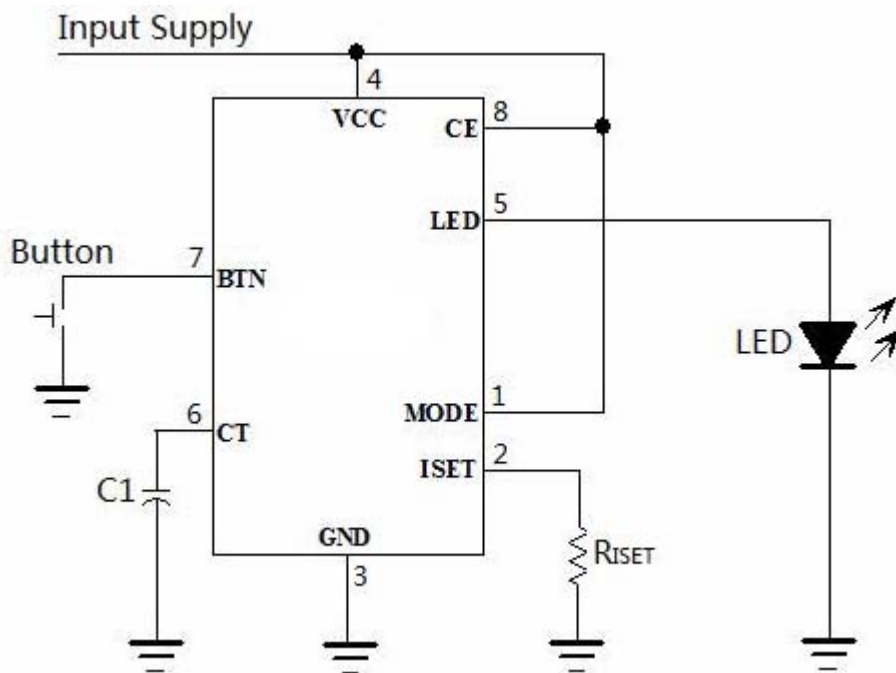 Input Supply
4
VCC
8
CE
5
LED
Button
7
BTN
LED
1
MODE
6
CT
2
ISET
C1
GND
RISET
3